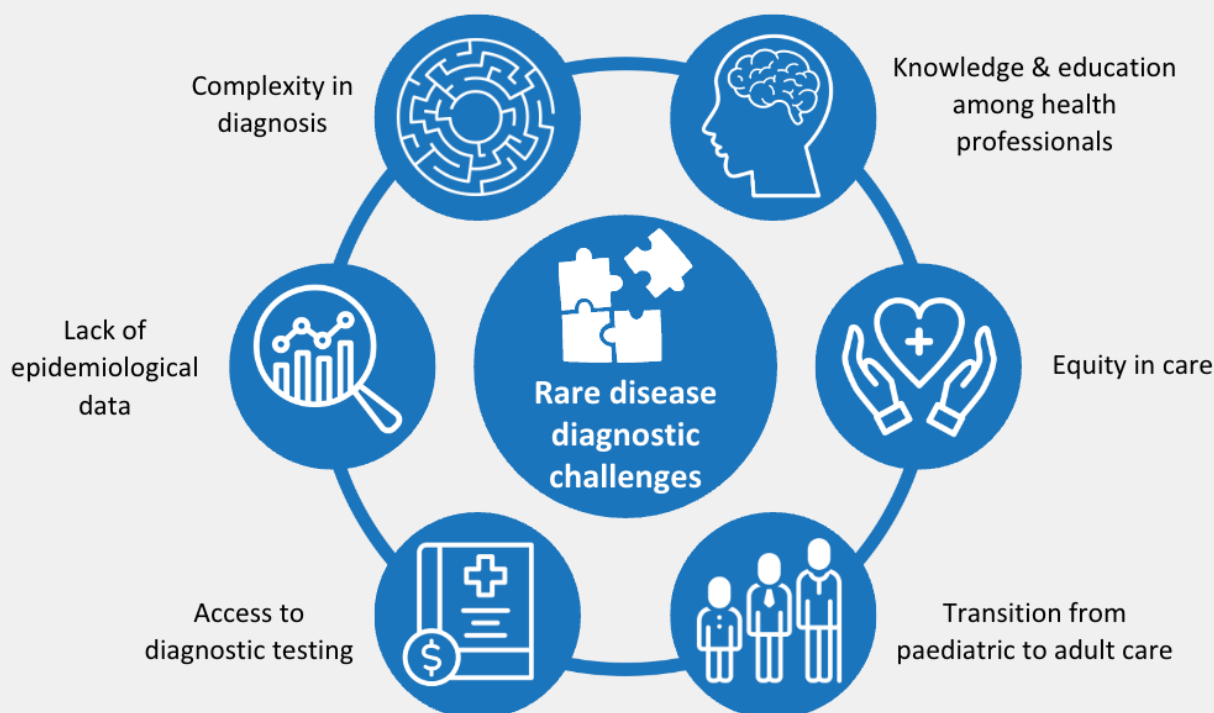 Complexity in
diagnosis
Knowledge & education
among health
professionals
Lack of
epidemiological
data
Rare disease
diagnostic
challenges
Equity in care
Access to
diagnostic testing
$
Transition from
paediatric to adult care